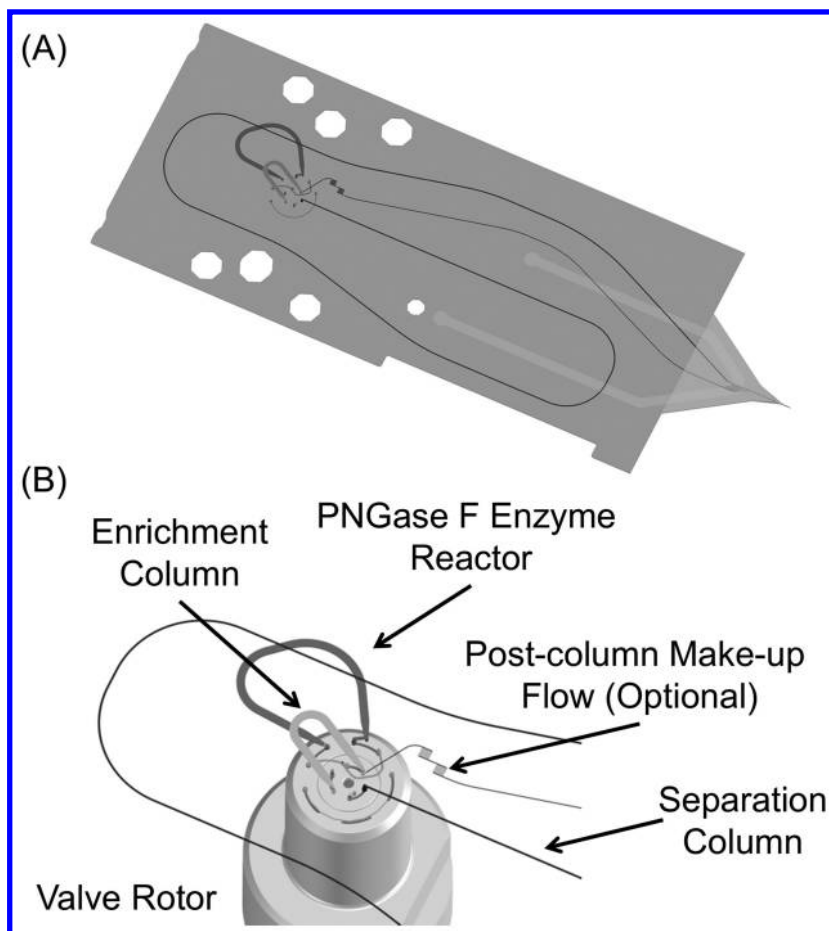 (A)
(B)
PNGase F Enzyme
Reactor
Enrichment
Column
Post-column Make-up
Flow (Optional)
Separation
Column
Valve Rotor